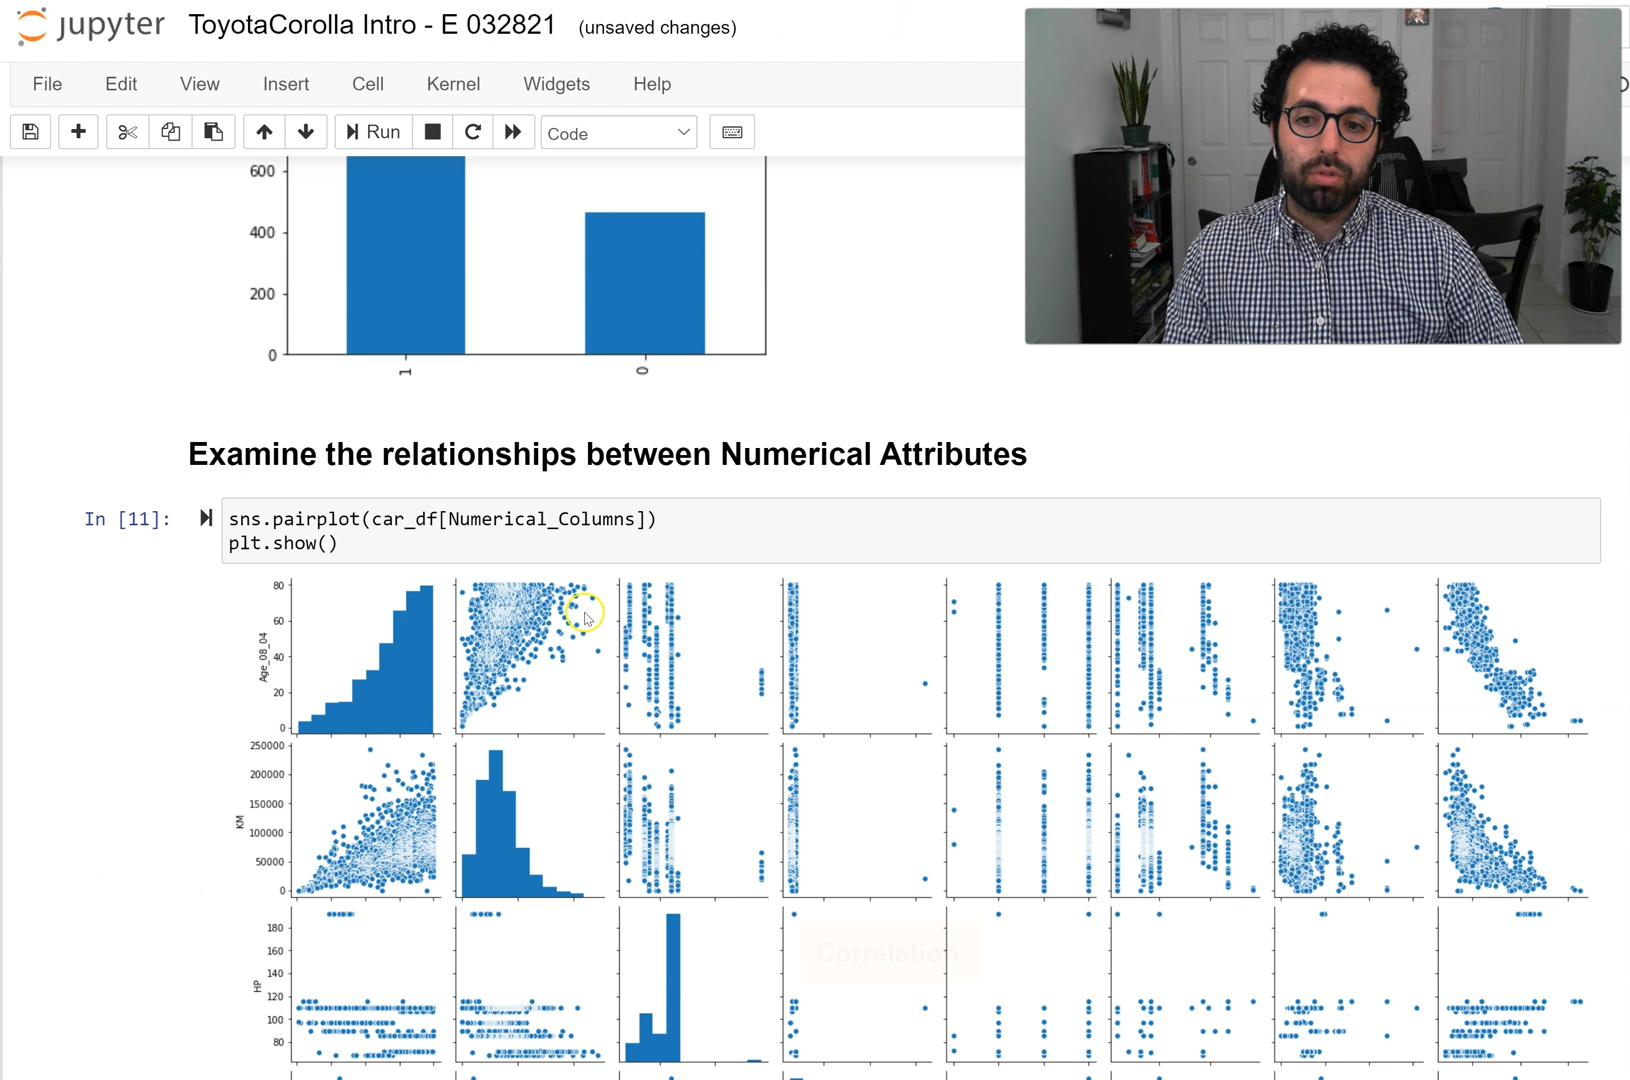 jupyter ToyotaCorolla Intro - E 032821 (unsaved changes)
File Edit View Insert Cell Kernel Widgets Help
Run Code
600
400
200
0
1 0
Examine the relationships between Numerical Attributes
In [11]: sns.pairplot(car_df[Numerical_Columns])
plt.show()
80
60
40
20
0
Age_08_04
250000
200000
150000
100000
50000
0
KM
180
160
140
120
100
80
HP
Correlation